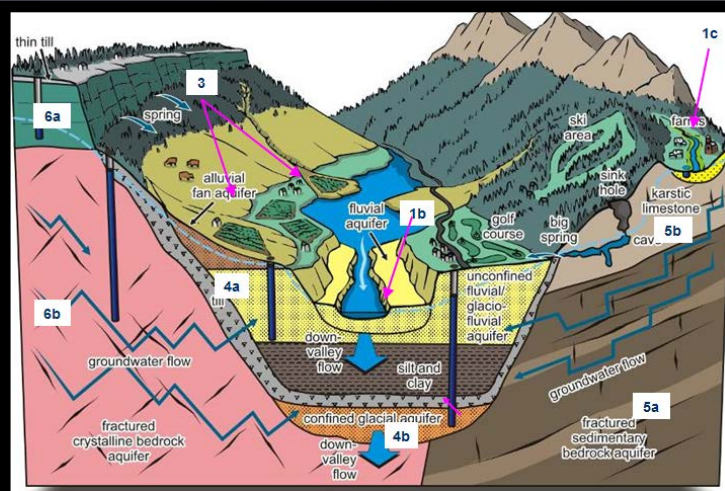 thin till
1c
3
6a
spring
farms
ski
area
alluvial
fan aquifer
sink
hole
karstic
limestone
fluvial
aquifer
1b
golf
course
big
spring
5b
4a
till
unconfined
fluvial/
glacio-
fluvial
aquifer
6b
down-
valley
flow
groundwater flow
silt and
clay
groundwater flow
confined glacial aquifer
4b
5a
fractured
crystalline bedrock
aquifer
down-
valley
flow
fractured
sedimentary
bedrock aquifer